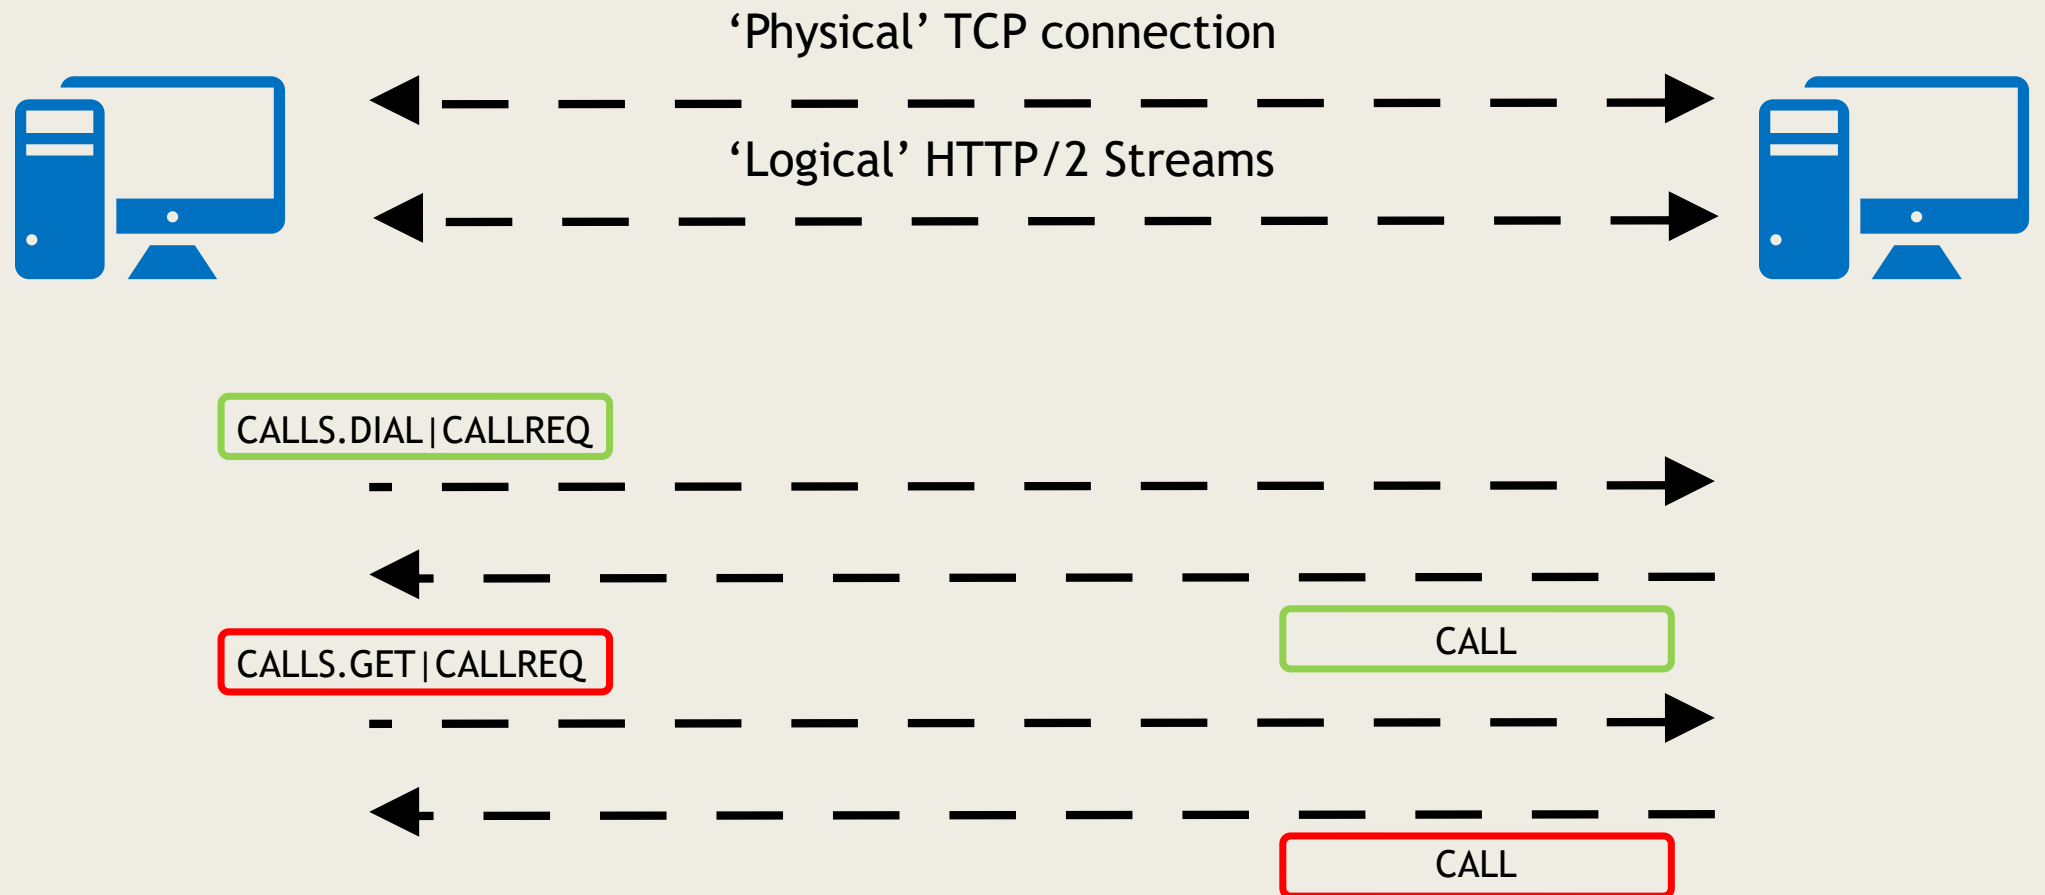 ‘Physical’ TCP connection
‘Logical’ HTTP/2 Streams
CALLS.DIAL|CALLREQ
CALL
CALLS.GET|CALLREQ
CALL